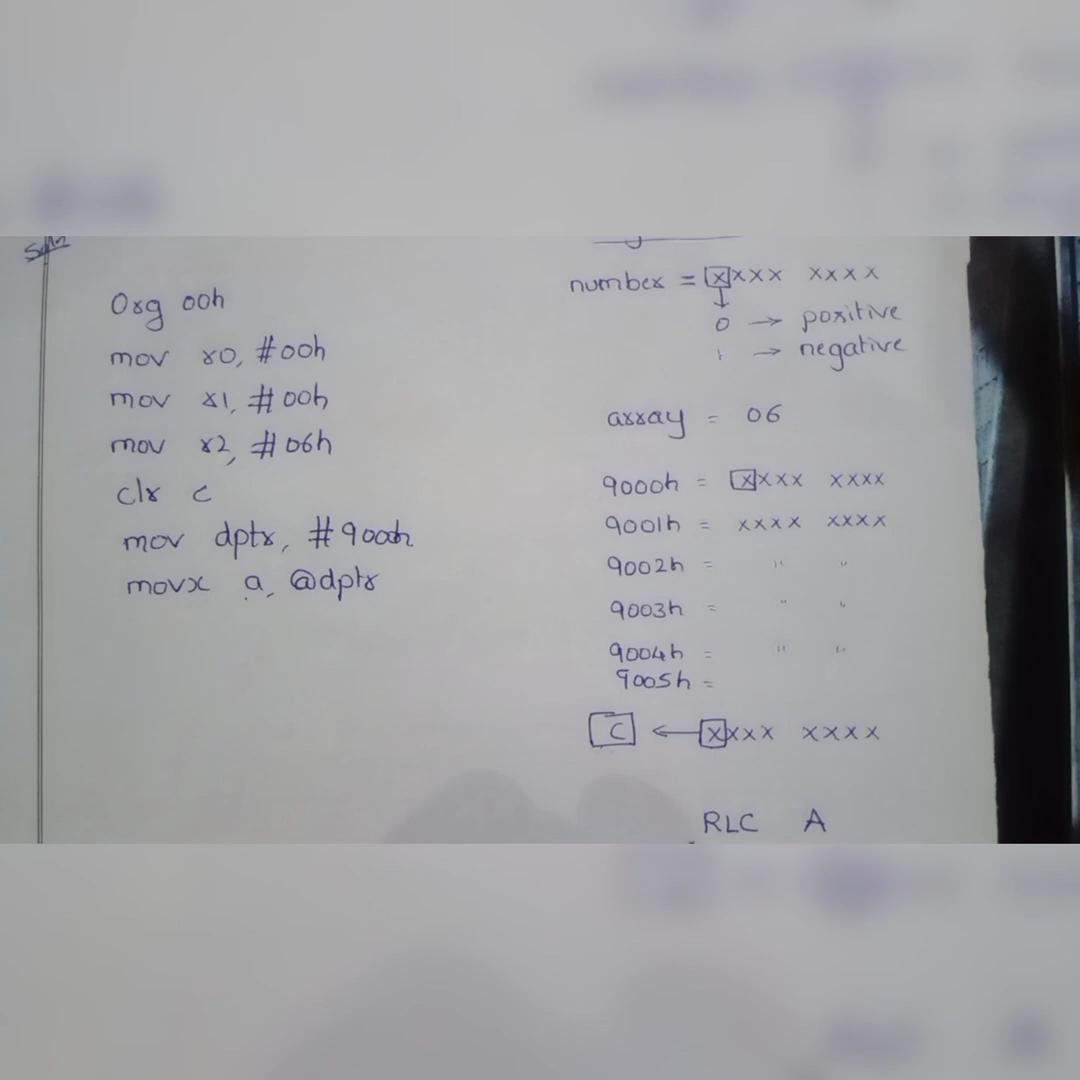 Soln
Org 00h
mov r0, #00h
mov r1, #00h
mov r2, #06h
clr c
mov dptr, #9000h
movx a, @dptr
number = xxxx xxxx
0 → positive
1 → negative
array = 06
9000h = xxxx xxxx
9001h = xxxx xxxx
9002h = " "
9003h = " "
9004h = " "
9005h =
C ← xxxx xxxx
RLC A